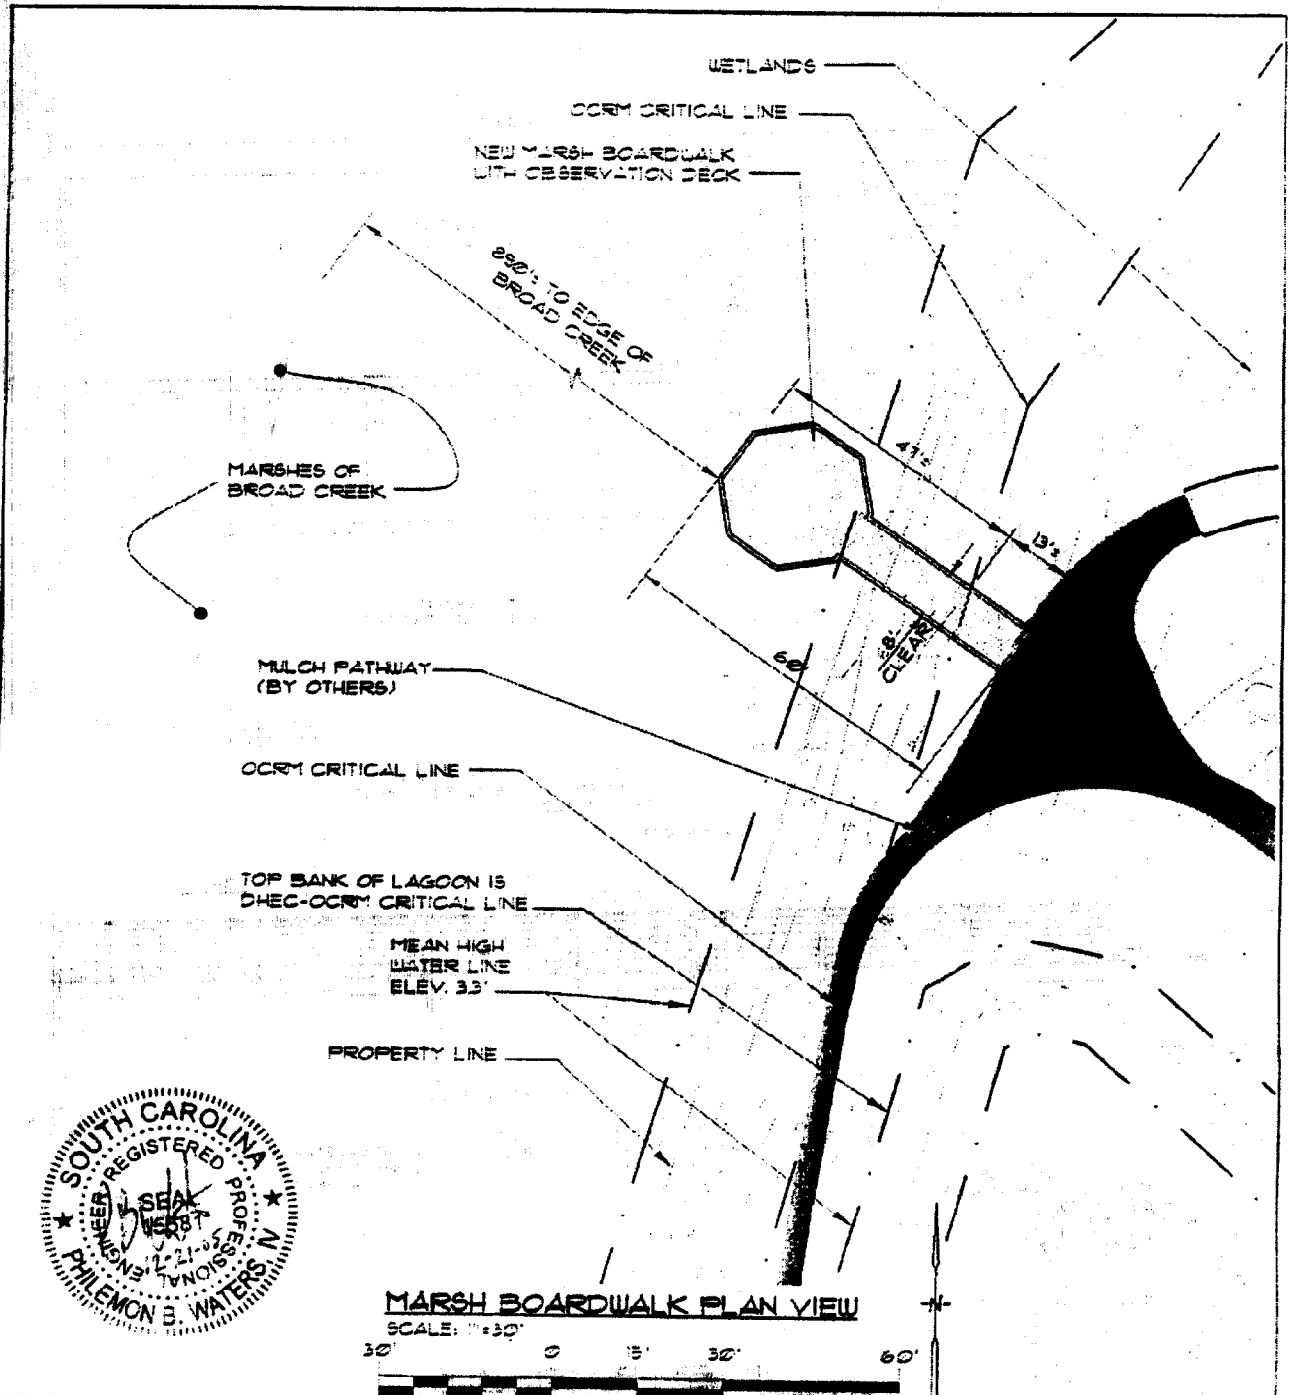 WETLANDS
OCRM CRITICAL LINE
NEW MARSH BOARDWALK
WITH OBSERVATION DECK
TO EDGE OF
BROAD CREEK
47'±
13'±
MARSHES OF
BROAD CREEK
8'
CLEAR
60'
MULCH PATHWAY
(BY OTHERS)
OCRM CRITICAL LINE
TOP BANK OF LAGOON IS
DHEC-OCRM CRITICAL LINE
MEAN HIGH
WATER LINE
ELEV. 3.3'
PROPERTY LINE
SOUTH CAROLINA
REGISTERED PROFESSIONAL ENGINEER
SEAL
PHILEMON B. WATERS, IV
MARSH BOARDWALK PLAN VIEW
SCALE: 1"=30'
30' 0 15' 30' 60'
-N-